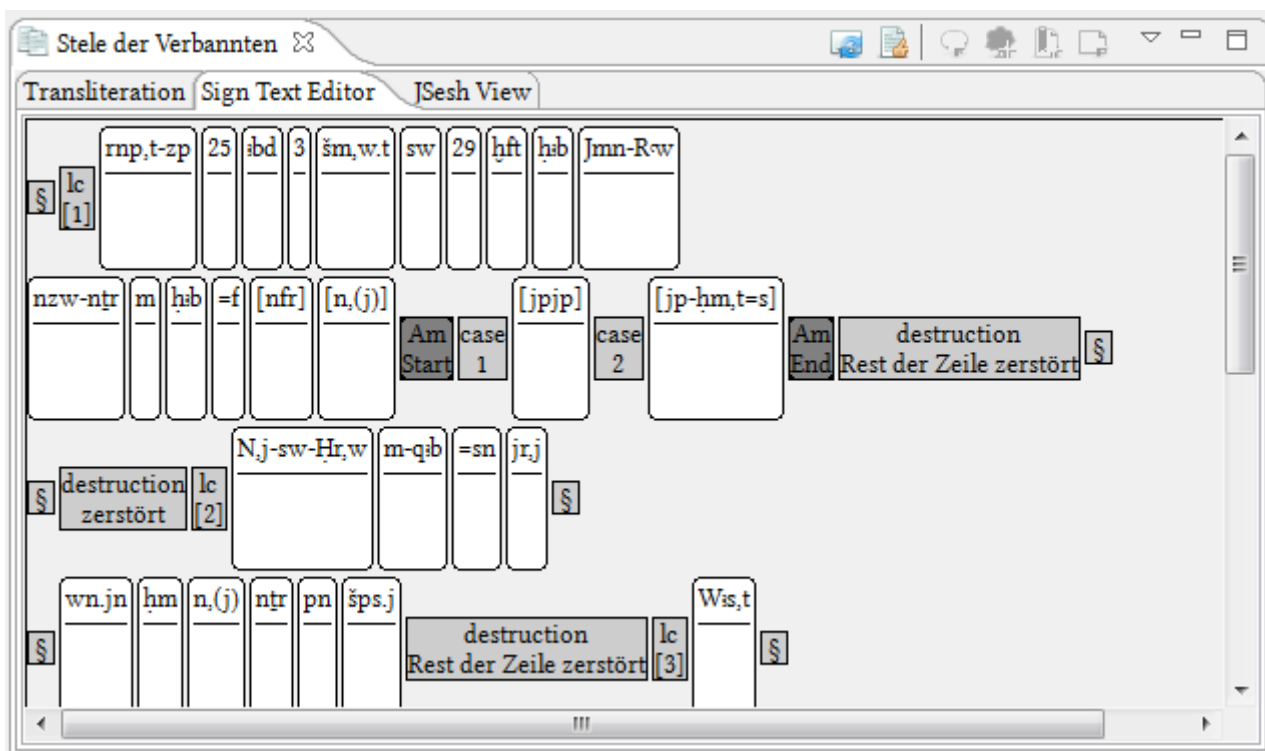 Stele der Verbannten
Transliteration Sign Text Editor JSesh View
§ lc [1] rnp,t-zp 25 ꜣbd 3 šm,w.t sw 29 ḫft ḥꜣb Jmn-Rꜥw
nzw-nṯr m ḥꜣb =f [nfr] [n,(j)] Am Start case 1 [jpjp] case 2 [jp-ḥm,t=s] Am End destruction Rest der Zeile zerstört §
§ destruction zerstört lc [2] N,j-sw-Ḥr,w m-qꜣb =sn jr,j §
§ wn.jn ḥm n,(j) nṯr pn šps.j destruction Rest der Zeile zerstört lc [3] Wꜣs,t §